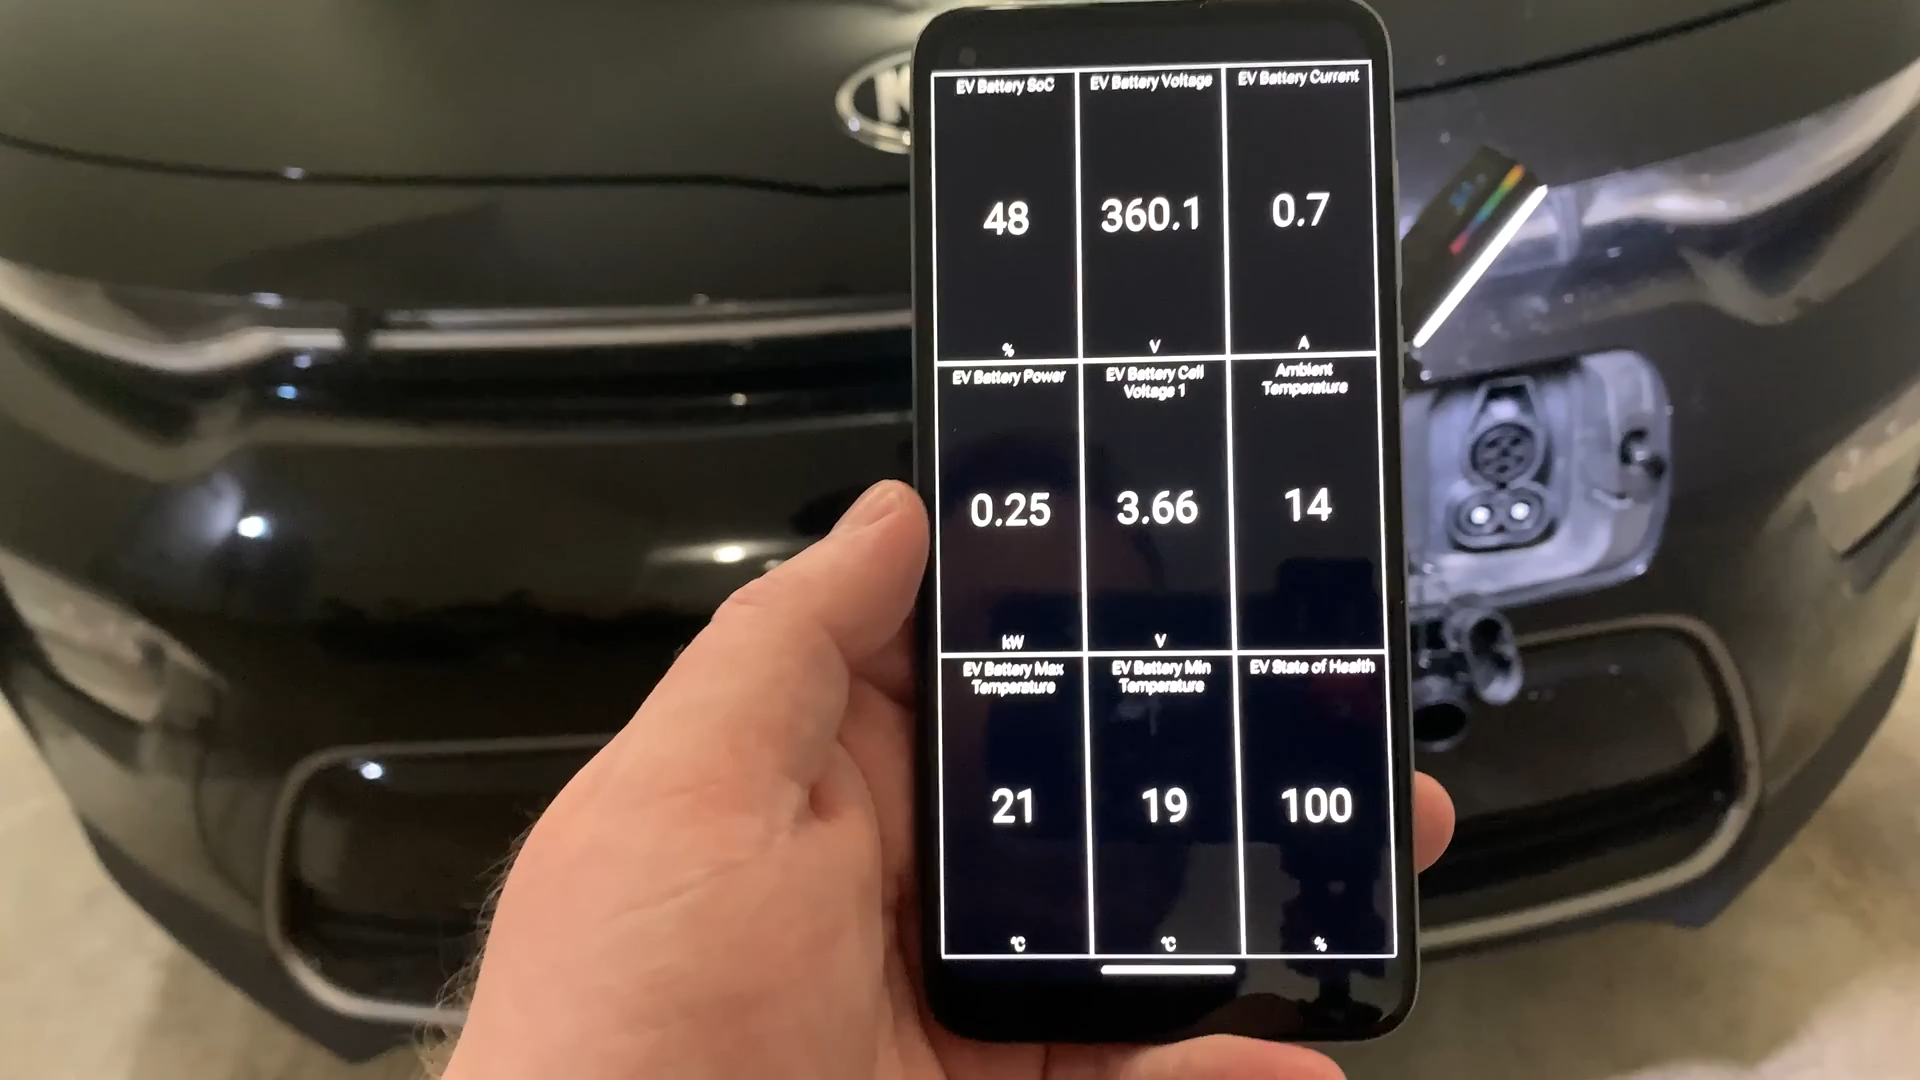 EV Battery SoC
48
%
EV Battery Voltage
360.1
V
EV Battery Current
0.7
A
EV Battery Power
0.25
kW
EV Battery Cell
Voltage 1
3.66
V
Ambient
Temperature
14
EV Battery Max
Temperature
21
°C
EV Battery Min
Temperature
19
°C
EV State of Health
100
%